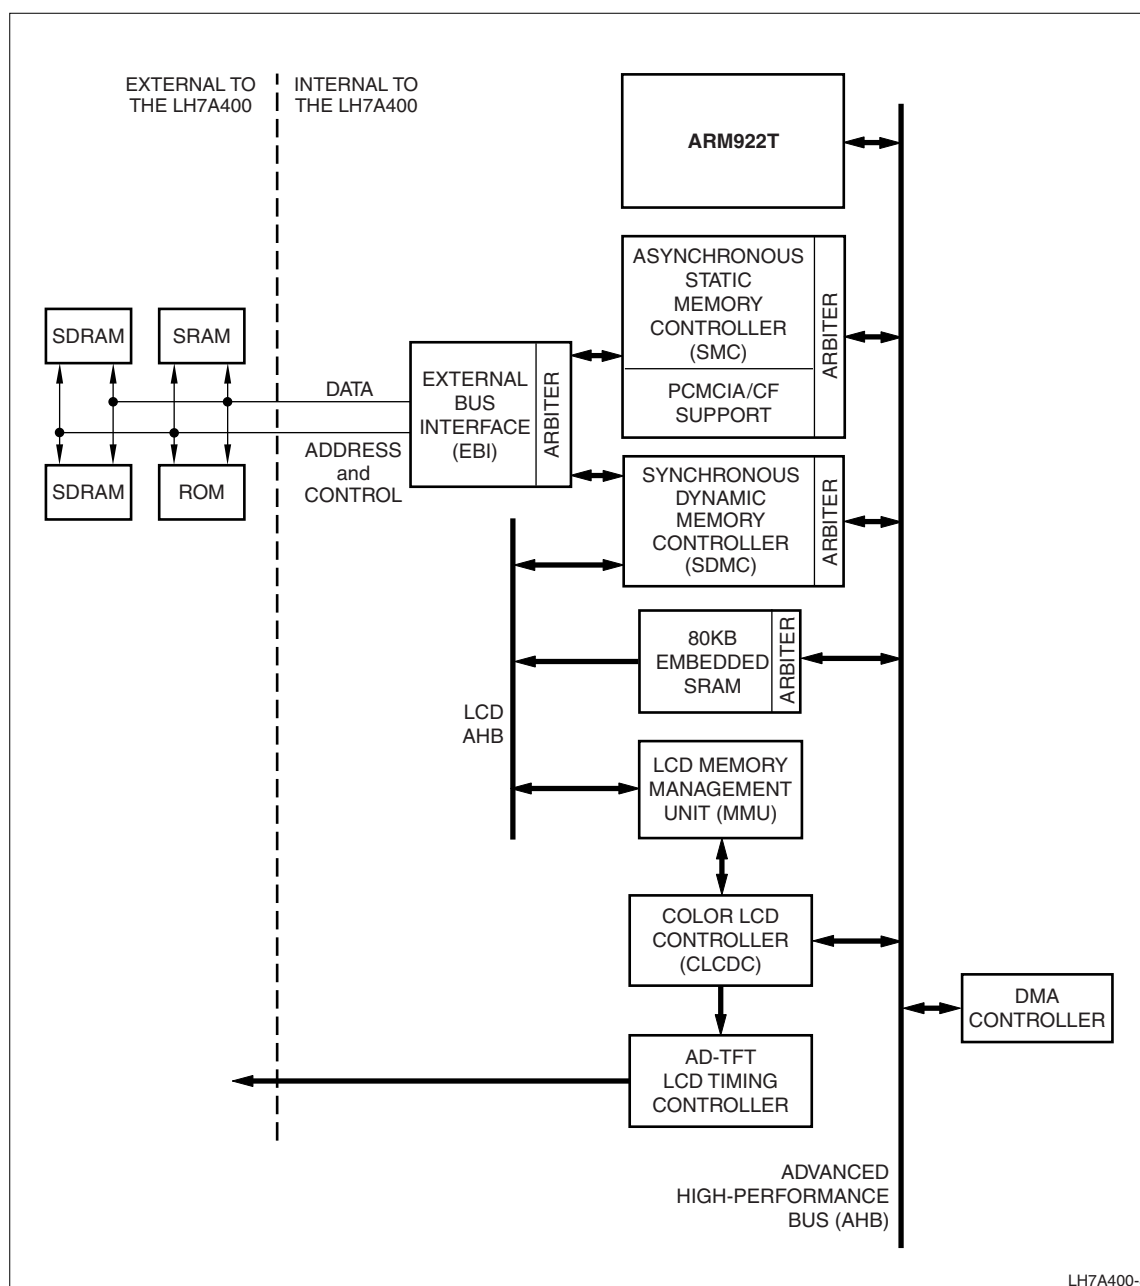 EXTERNAL TO
THE LH7A400
INTERNAL TO
THE LH7A400
ARM922T
ASYNCHRONOUS
STATIC
MEMORY
CONTROLLER
(SMC)
PCMCIA/CF
SUPPORT
ARBITER
SDRAM
SRAM
DATA
EXTERNAL
BUS
INTERFACE
(EBI)
ARBITER
ADDRESS
and
CONTROL
SDRAM
ROM
SYNCHRONOUS
DYNAMIC
MEMORY
CONTROLLER
(SDMC)
ARBITER
80KB
EMBEDDED
SRAM
ARBITER
LCD
AHB
LCD MEMORY
MANAGEMENT
UNIT (MMU)
COLOR LCD
CONTROLLER
(CLCDC)
DMA
CONTROLLER
AD-TFT
LCD TIMING
CONTROLLER
ADVANCED
HIGH-PERFORMANCE
BUS (AHB)
LH7A400-